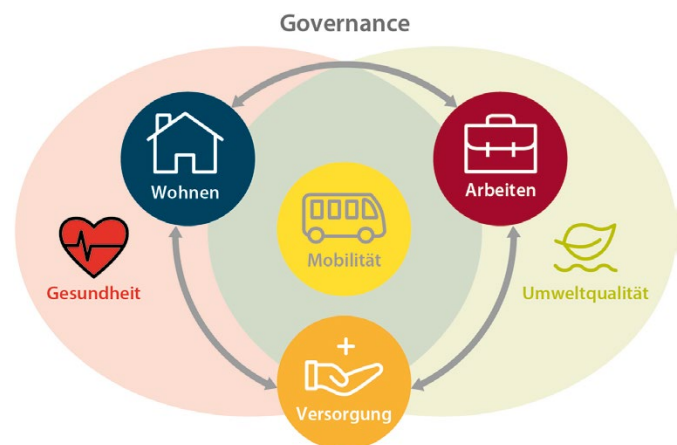 Governance
Wohnen
Arbeiten
Mobilität
Gesundheit
Umweltqualität
Versorgung